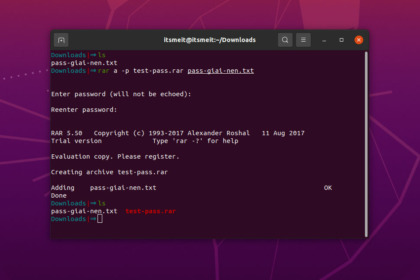 itsmeit@itsmeit:~/Downloads
Downloads|⇒ ls
pass-giai-nen.txt
Downloads|⇒ rar a -p test-pass.rar pass-giai-nen.txt
Enter password (will not be echoed):
Reenter password:
RAR 5.50   Copyright (c) 1993-2017 Alexander Roshal   11 Aug 2017
Trial version             Type 'rar -?' for help
Evaluation copy. Please register.
Creating archive test-pass.rar
Adding    pass-giai-nen.txt                                    OK
Done
Downloads|⇒ ls
pass-giai-nen.txt  test-pass.rar
Downloads|⇒